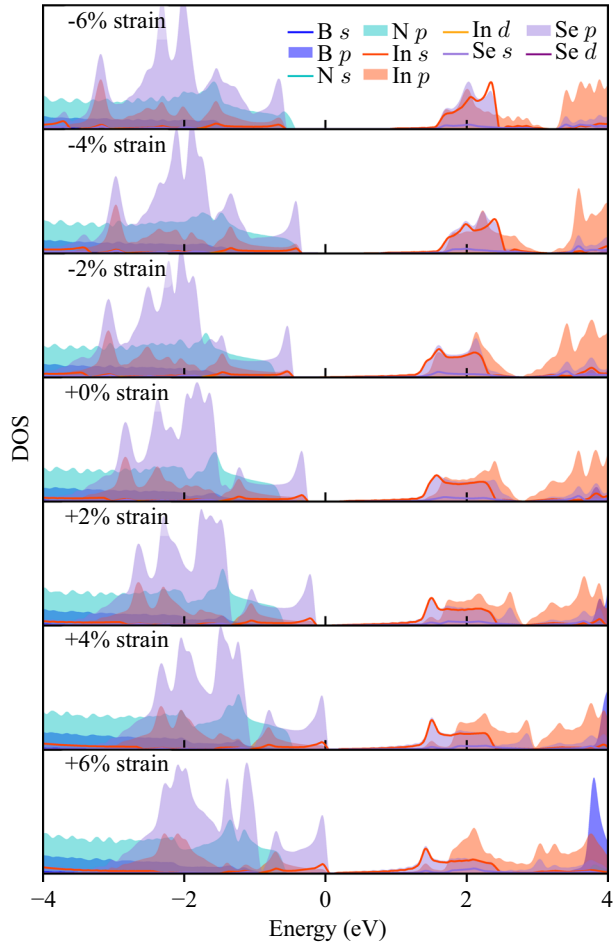 -6% strain
B s N p In d Se p
B p In s Se s Se d
N s In p
-4% strain
-2% strain
+0% strain
DOS
+2% strain
+4% strain
+6% strain
−4 −2 0 2 4
Energy (eV)